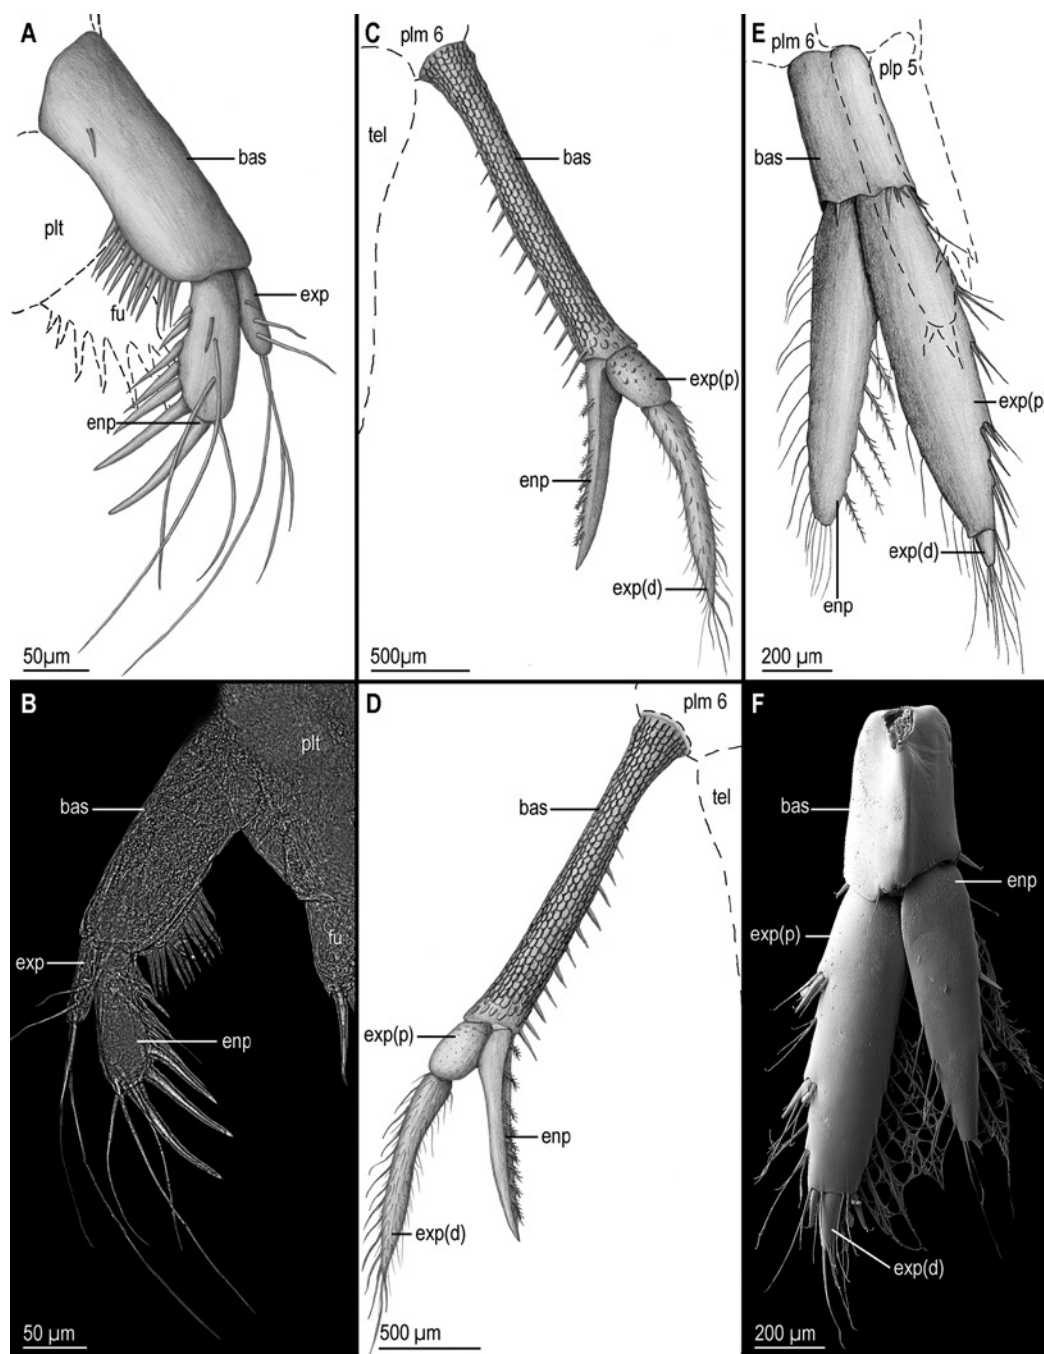 A
bas
plt
exp
fu
enp
50µm
B
plt
bas
fu
exp
enp
50 µm
C
plm 6
tel
bas
exp(p)
enp
exp(d)
500µm
D
plm 6
tel
bas
exp(p)
enp
exp(d)
500 µm
E
plm 6
plp 5
bas
exp(p)
exp(d)
enp
200 µm
F
bas
enp
exp(p)
exp(d)
200 µm